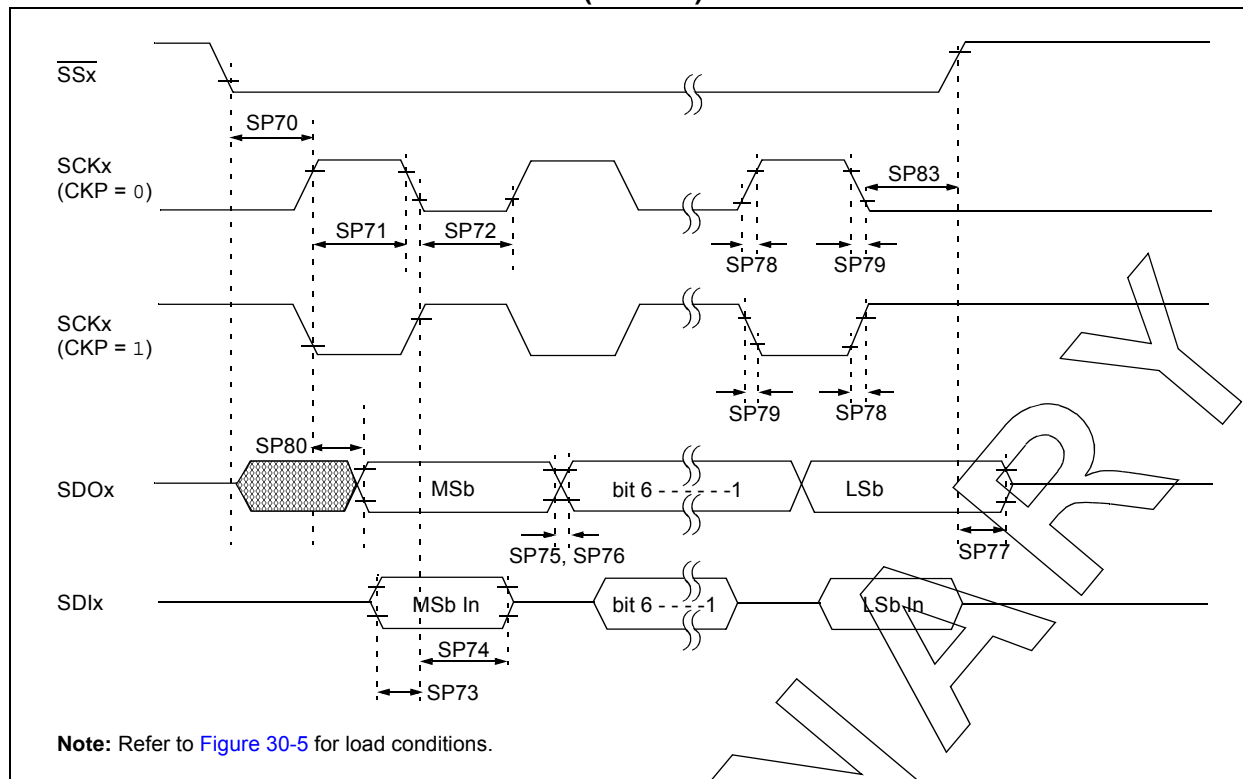 SSx
SP70
SCKx
(CKP = 0)
SP83
SP71
SP72
SP78
SP79
SCKx
(CKP = 1)
SP79
SP78
SP80
SDOx
MSb
bit 6 - - - - - -1
LSb
SP75, SP76
SP77
SDIx
MSb In
bit 6 - - - -1
LSb In
SP74
SP73
Note: Refer to Figure 30-5 for load conditions.